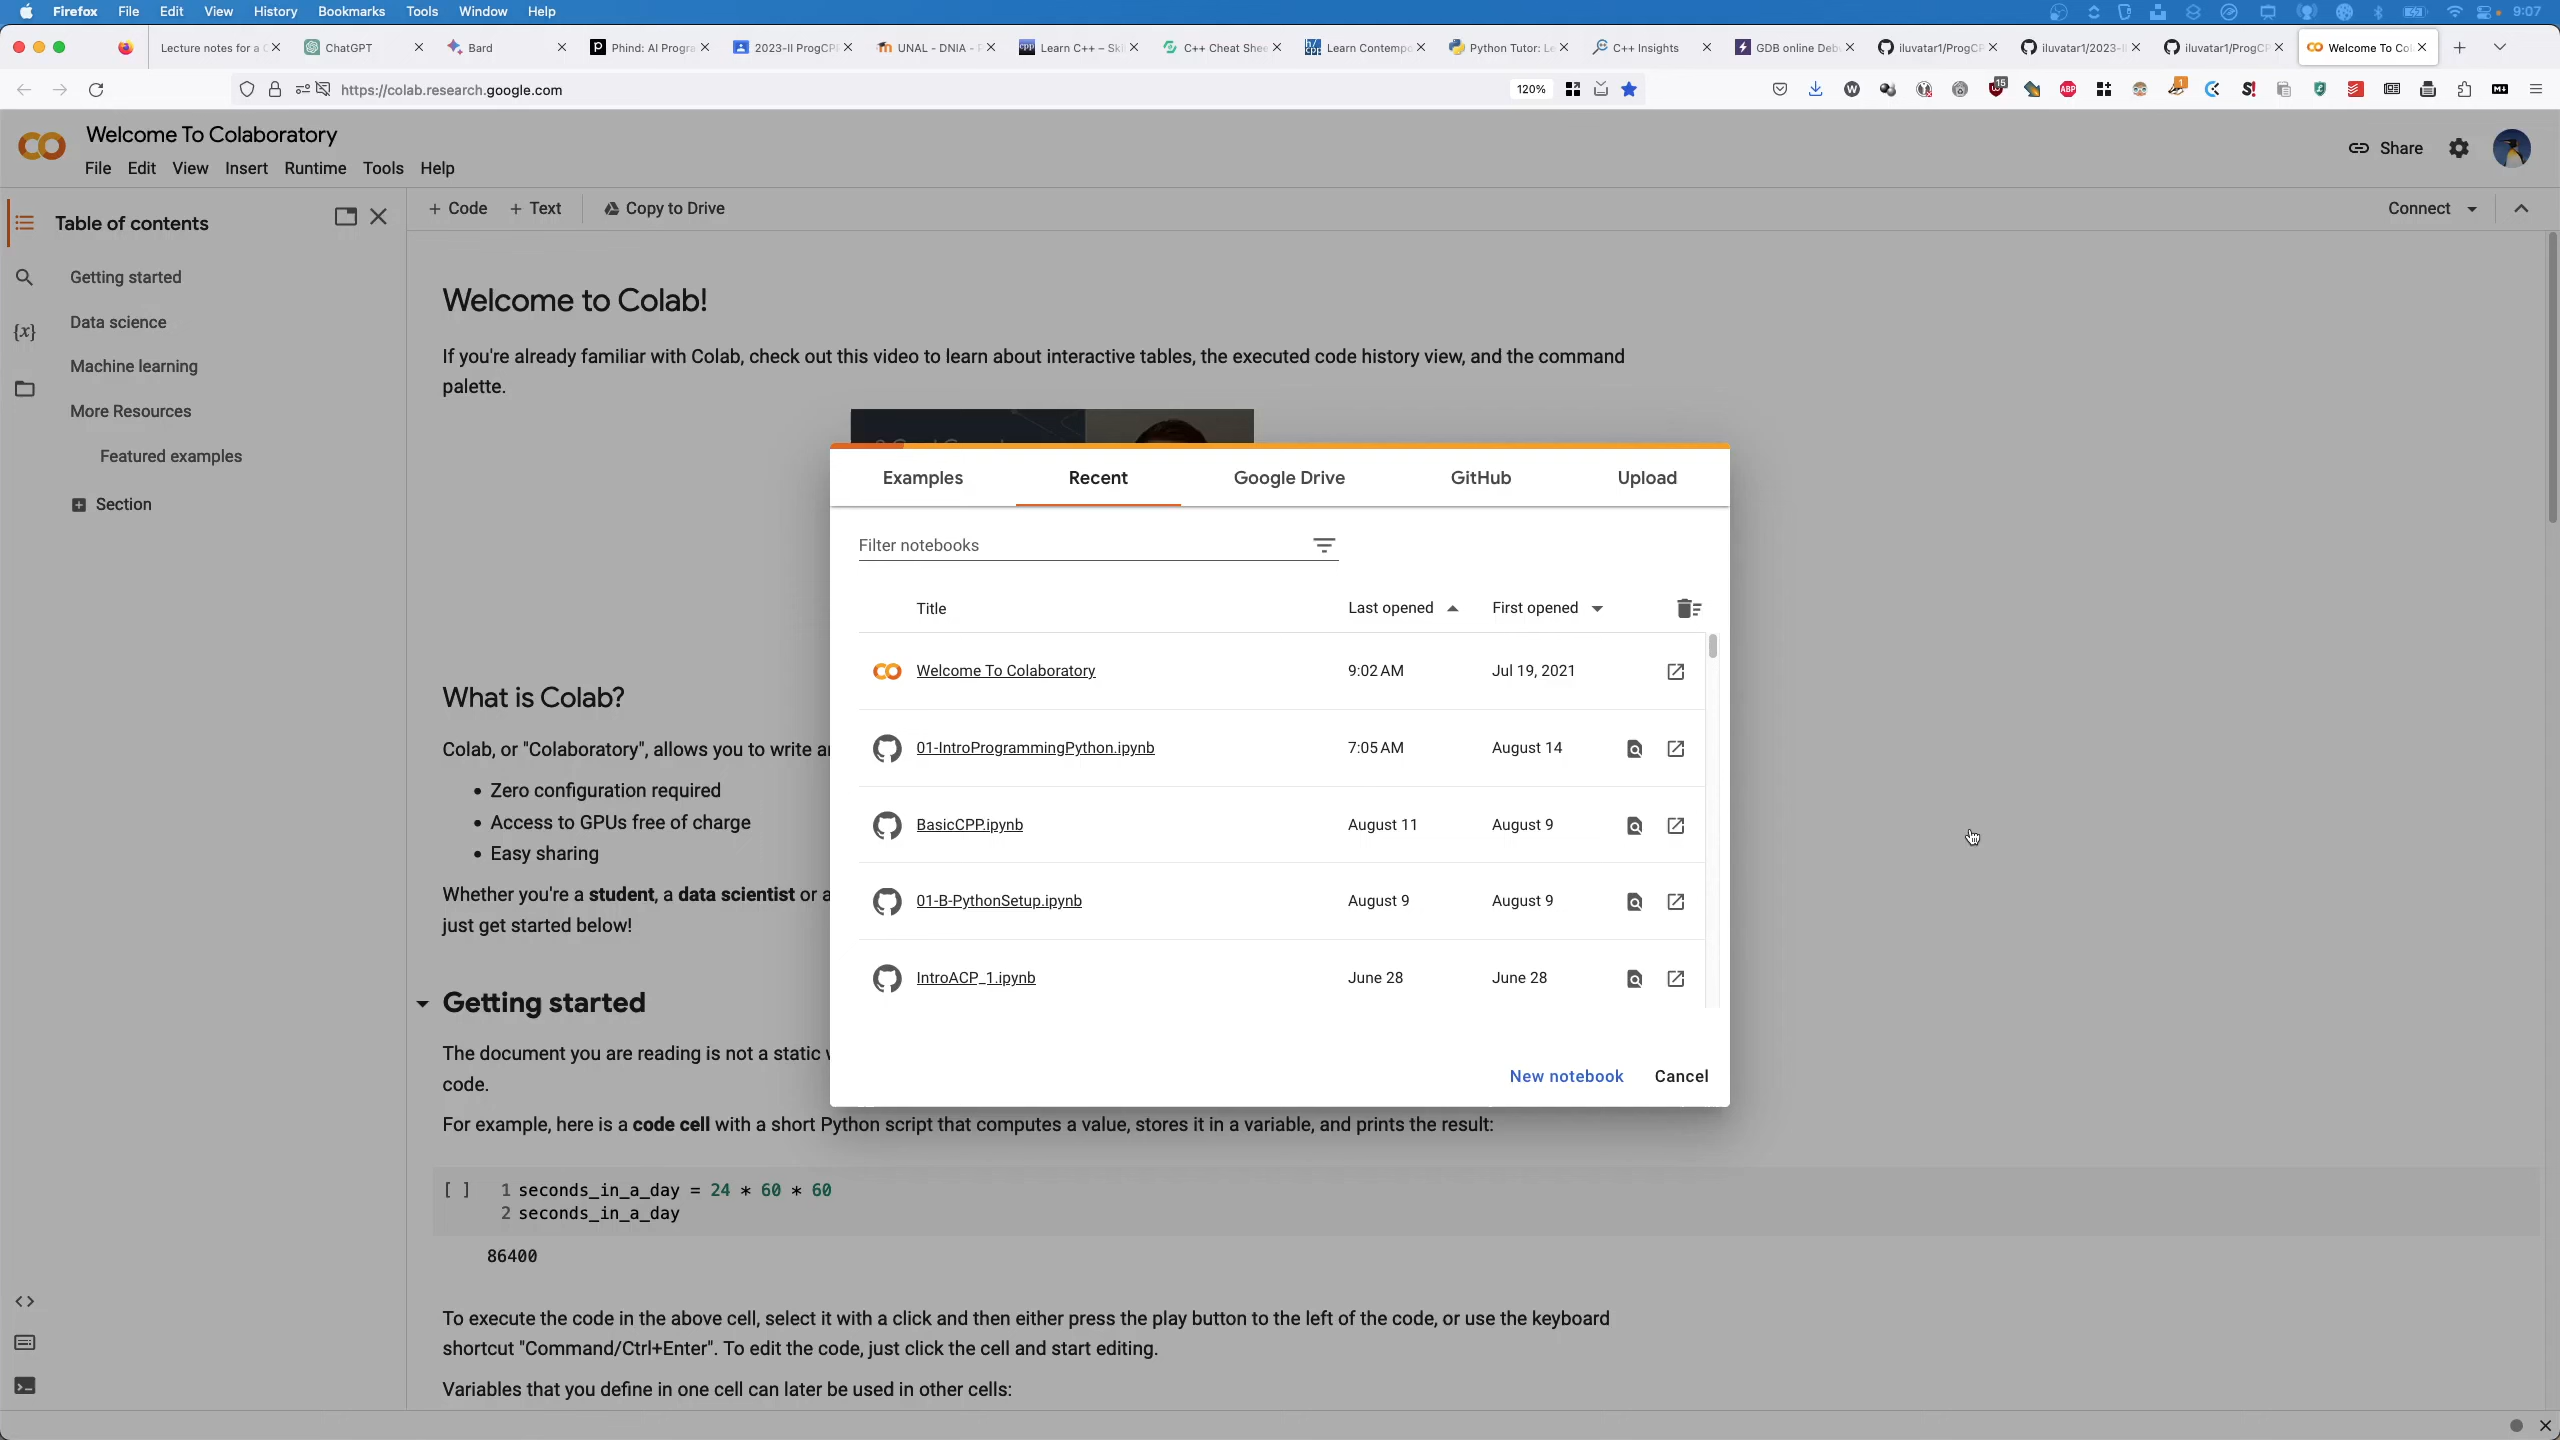 Firefox File Edit View History Bookmarks Tools Window Help 9:07
Lecture notes for a C ChatGPT Bard Phind: AI Progra 2023-II ProgCP UNAL - DNIA - Learn C++ – Ski C++ Cheat Shee Learn Contempo Python Tutor: Le C++ Insights GDB online Deb iluvatar1/ProgCP iluvatar1/2023-I iluvatar1/ProgCP Welcome To Col
https://colab.research.google.com 120%
Welcome To Colaboratory
File Edit View Insert Runtime Tools Help
Share
Table of contents
Getting started
Data science
Machine learning
More Resources
Featured examples
Section
+ Code + Text Copy to Drive
Connect
Welcome to Colab!
If you're already familiar with Colab, check out this video to learn about interactive tables, the executed code history view, and the command
palette.
What is Colab?
Colab, or "Colaboratory", allows you to write
Zero configuration required
Access to GPUs free of charge
Easy sharing
Whether you're a student, a data scientist or
just get started below!
Getting started
The document you are reading is not a static
code.
For example, here is a code cell with a short Python script that computes a value, stores it in a variable, and prints the result:
[ ] 1 seconds_in_a_day = 24 * 60 * 60
2 seconds_in_a_day
86400
To execute the code in the above cell, select it with a click and then either press the play button to the left of the code, or use the keyboard
shortcut "Command/Ctrl+Enter". To edit the code, just click the cell and start editing.
Variables that you define in one cell can later be used in other cells:
Examples Recent Google Drive GitHub Upload
Filter notebooks
Title Last opened First opened
Welcome To Colaboratory 9:02 AM Jul 19, 2021
01-IntroProgrammingPython.ipynb 7:05 AM August 14
BasicCPP.ipynb August 11 August 9
01-B-PythonSetup.ipynb August 9 August 9
IntroACP_1.ipynb June 28 June 28
New notebook Cancel